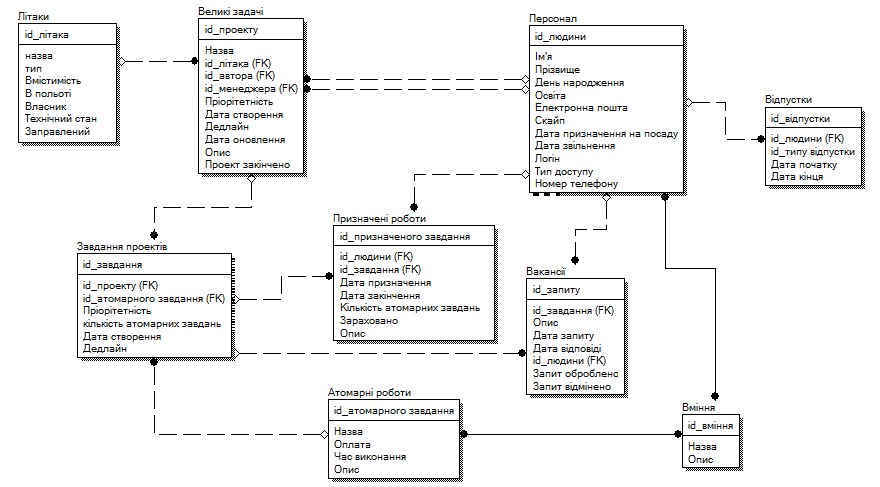 Літаки
id_літака
назва
тип
Вмістимість
В польоті
Власник
Технічний стан
Заправлений
Великі задачі
id_проекту
Назва
id_літака (FK)
id_автора (FK)
id_менеджера (FK)
Пріорітетність
Дата створення
Дедлайн
Дата оновлення
Опис
Проект закінчено
Персонал
id_людини
Ім'я
Прізвище
День народження
Освіта
Електронна пошта
Скайп
Дата призначення на посаду
Дата звільнення
Логін
Тип доступу
Номер телефону
Відпустки
id_відпустки
id_людини (FK)
id_типу відпустки
Дата початку
Дата кінця
Завдання проектів
id_завдання
id_проекту (FK)
id_атомарного завдання (FK)
Пріорітетність
кількість атомарних завдань
Дата створення
Дедлайн
Призначені роботи
id_призначеного завдання
id_людини (FK)
id_завдання (FK)
Дата призначення
Дата закінчення
Кількість атомарних завдань
Зараховано
Опис
Вакансії
id_запиту
id_завдання (FK)
Опис
Дата запиту
Дата відповіді
id_людини (FK)
Запит обробленс
Запит відмінено
Атомарні роботи
id_атомарного завдання
Назва
Оплата
Час виконання
Опис
Вміння
id_вміння
Назва
Опис